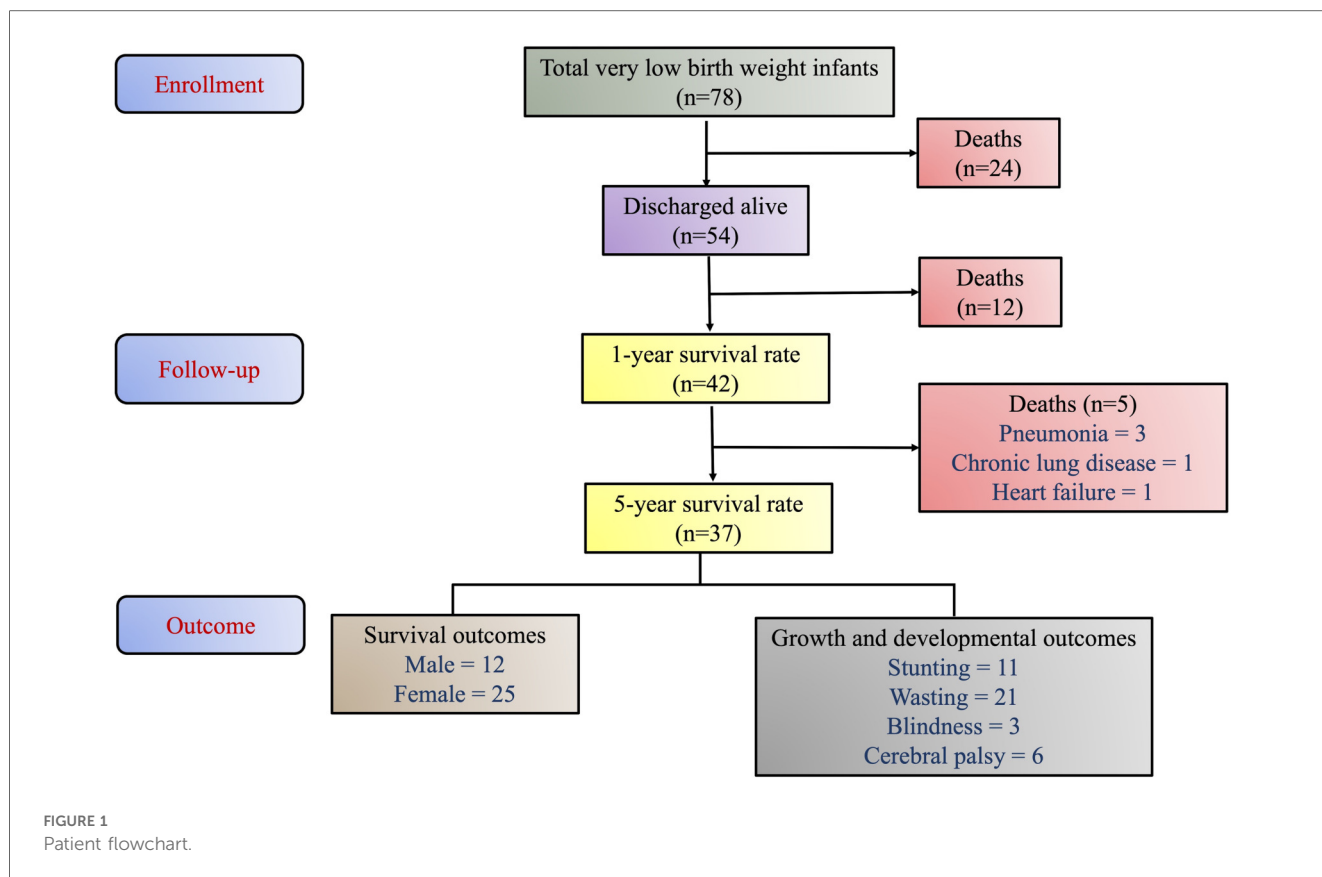 Enrollment
Total very low birth weight infants
(n=78)
Deaths
(n=24)
Discharged alive
(n=54)
Deaths
(n=12)
Follow-up
1-year survival rate
(n=42)
Deaths (n=5)
Pneumonia = 3
Chronic lung disease = 1
Heart failure = 1
5-year survival rate
(n=37)
Outcome
Survival outcomes
Male = 12
Female = 25
Growth and developmental outcomes
Stunting = 11
Wasting = 21
Blindness = 3
Cerebral palsy = 6
FIGURE 1
Patient flowchart.